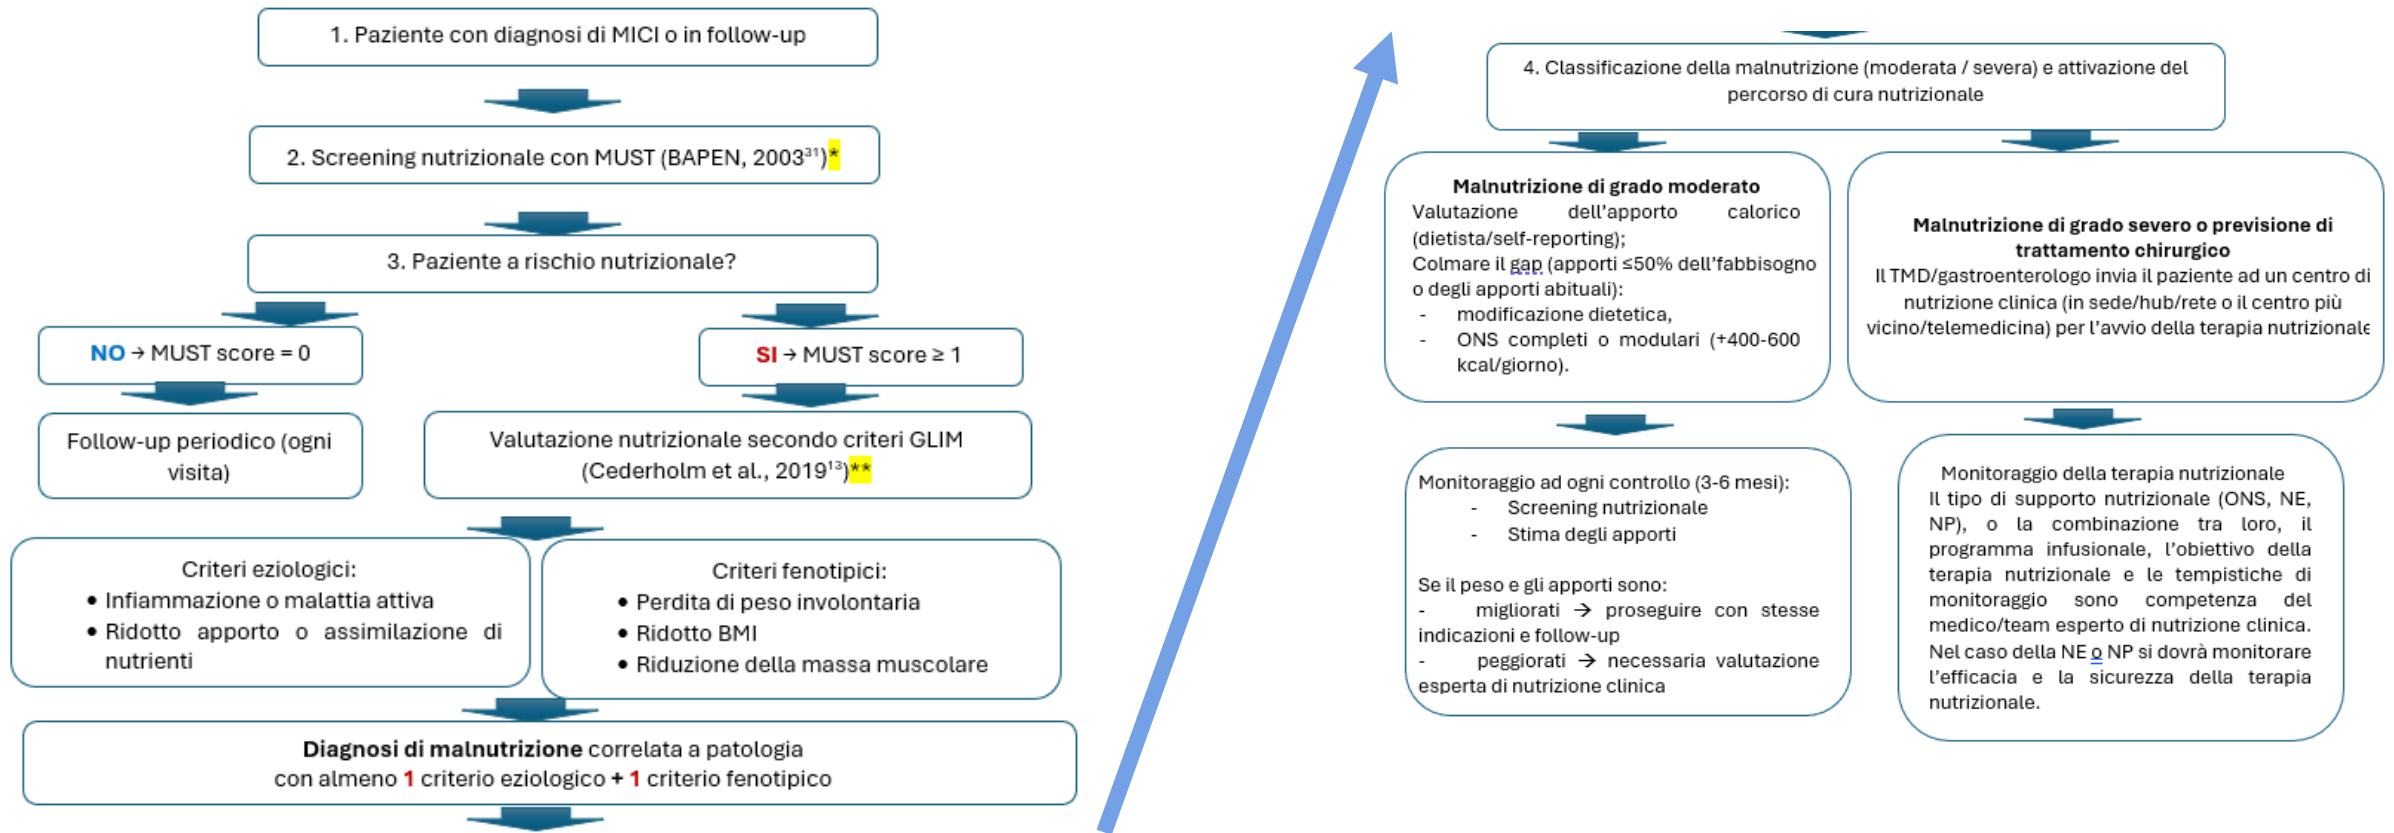 1. Paziente con diagnosi di MICI o in follow-up
2. Screening nutrizionale con MUST (BAPEN, 2003³¹)*
3. Paziente a rischio nutrizionale?
NO → MUST score = 0
SI → MUST score ≥ 1
Follow-up periodico (ogni
visita)
Valutazione nutrizionale secondo criteri GLIM
(Cederholm et al., 2019¹³)**
Criteri eziologici:
• Infiammazione o malattia attiva
• Ridotto apporto o assimilazione di
nutrienti
Criteri fenotipici:
• Perdita di peso involontaria
• Ridotto BMI
• Riduzione della massa muscolare
Diagnosi di malnutrizione correlata a patologia
con almeno 1 criterio eziologico + 1 criterio fenotipico
4. Classificazione della malnutrizione (moderata / severa) e attivazione del
percorso di cura nutrizionale
Malnutrizione di grado moderato
Valutazione dell'apporto calorico
(dietista/self-reporting);
Colmare il gap (apporti ≤50% dell'fabbisogno
o degli apporti abituali):
- modificazione dietetica,
- ONS completi o modulari (+400-600
kcal/giorno).
Malnutrizione di grado severo o previsione di
trattamento chirurgico
Il TMD/gastroenterologo invia il paziente ad un centro di
nutrizione clinica (in sede/hub/rete o il centro più
vicino/telemedicina) per l'avvio della terapia nutrizionale
Monitoraggio ad ogni controllo (3-6 mesi):
- Screening nutrizionale
- Stima degli apporti
Se il peso e gli apporti sono:
- migliorati → proseguire con stesse
indicazioni e follow-up
- peggiorati → necessaria valutazione
esperta di nutrizione clinica
Monitoraggio della terapia nutrizionale
Il tipo di supporto nutrizionale (ONS, NE,
NP), o la combinazione tra loro, il
programma infusionale, l'obiettivo della
terapia nutrizionale e le tempistiche di
monitoraggio sono competenza del
medico/team esperto di nutrizione clinica.
Nel caso della NE o NP si dovrà monitorare
l'efficacia e la sicurezza della terapia
nutrizionale.